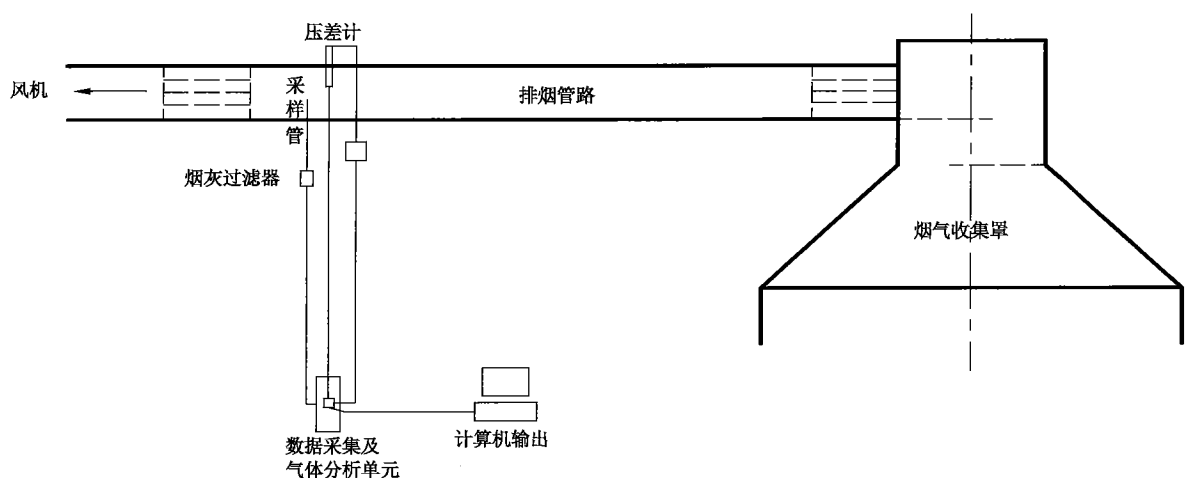 压差计
风机
采
样
管
排烟管路
烟灰过滤器
烟气收集罩
数据采集及
气体分析单元
计算机输出